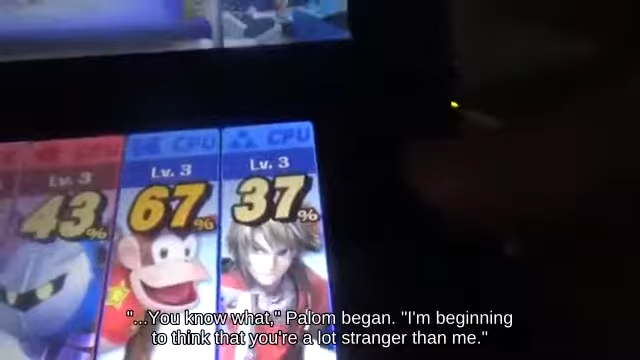 CPU CPU
Lv. 3 Lv. 3 Lv. 3
43% 67% 37%
"...You know what," Palom began. "I'm beginning
to think that you're a lot stranger than me."